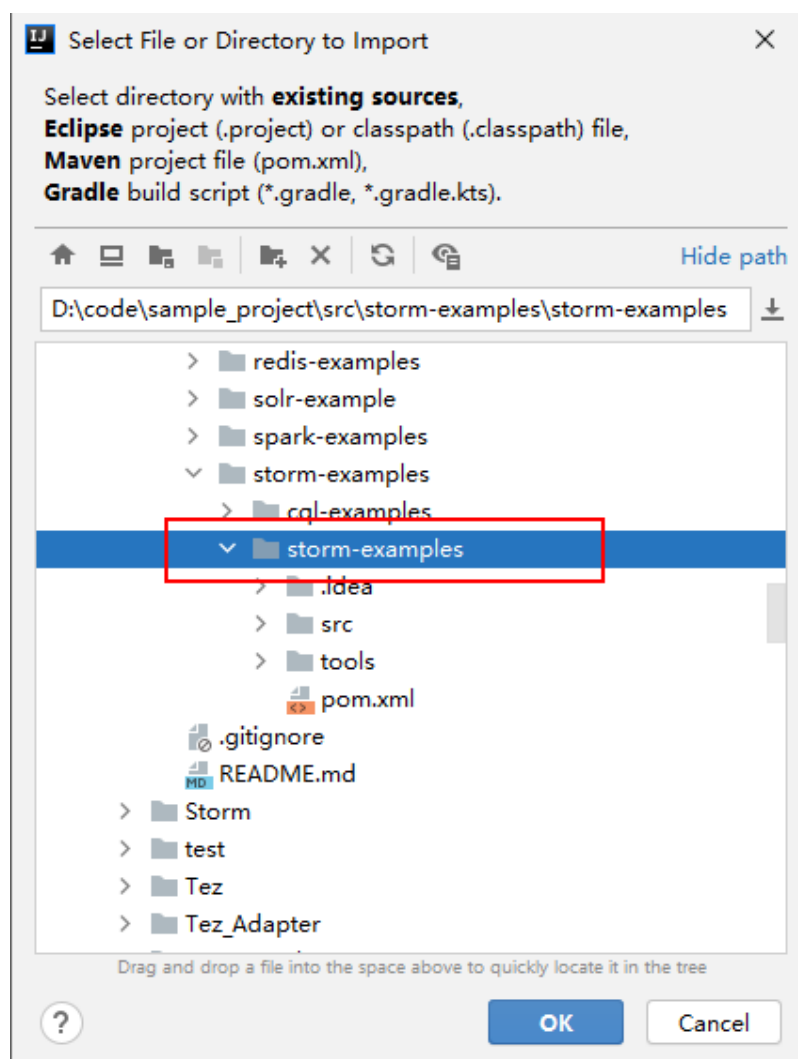 IJ Select File or Directory to Import
Select directory with existing sources,
Eclipse project (.project) or classpath (.classpath) file,
Maven project file (pom.xml),
Gradle build script (*.gradle, *.gradle.kts).
Hide path
D:\code\sample_project\src\storm-examples\storm-examples
redis-examples
solr-example
spark-examples
storm-examples
cql-examples
storm-examples
.idea
src
tools
pom.xml
.gitignore
MD README.md
Storm
test
Tez
Tez_Adapter
Drag and drop a file into the space above to quickly locate it in the tree
? OK Cancel